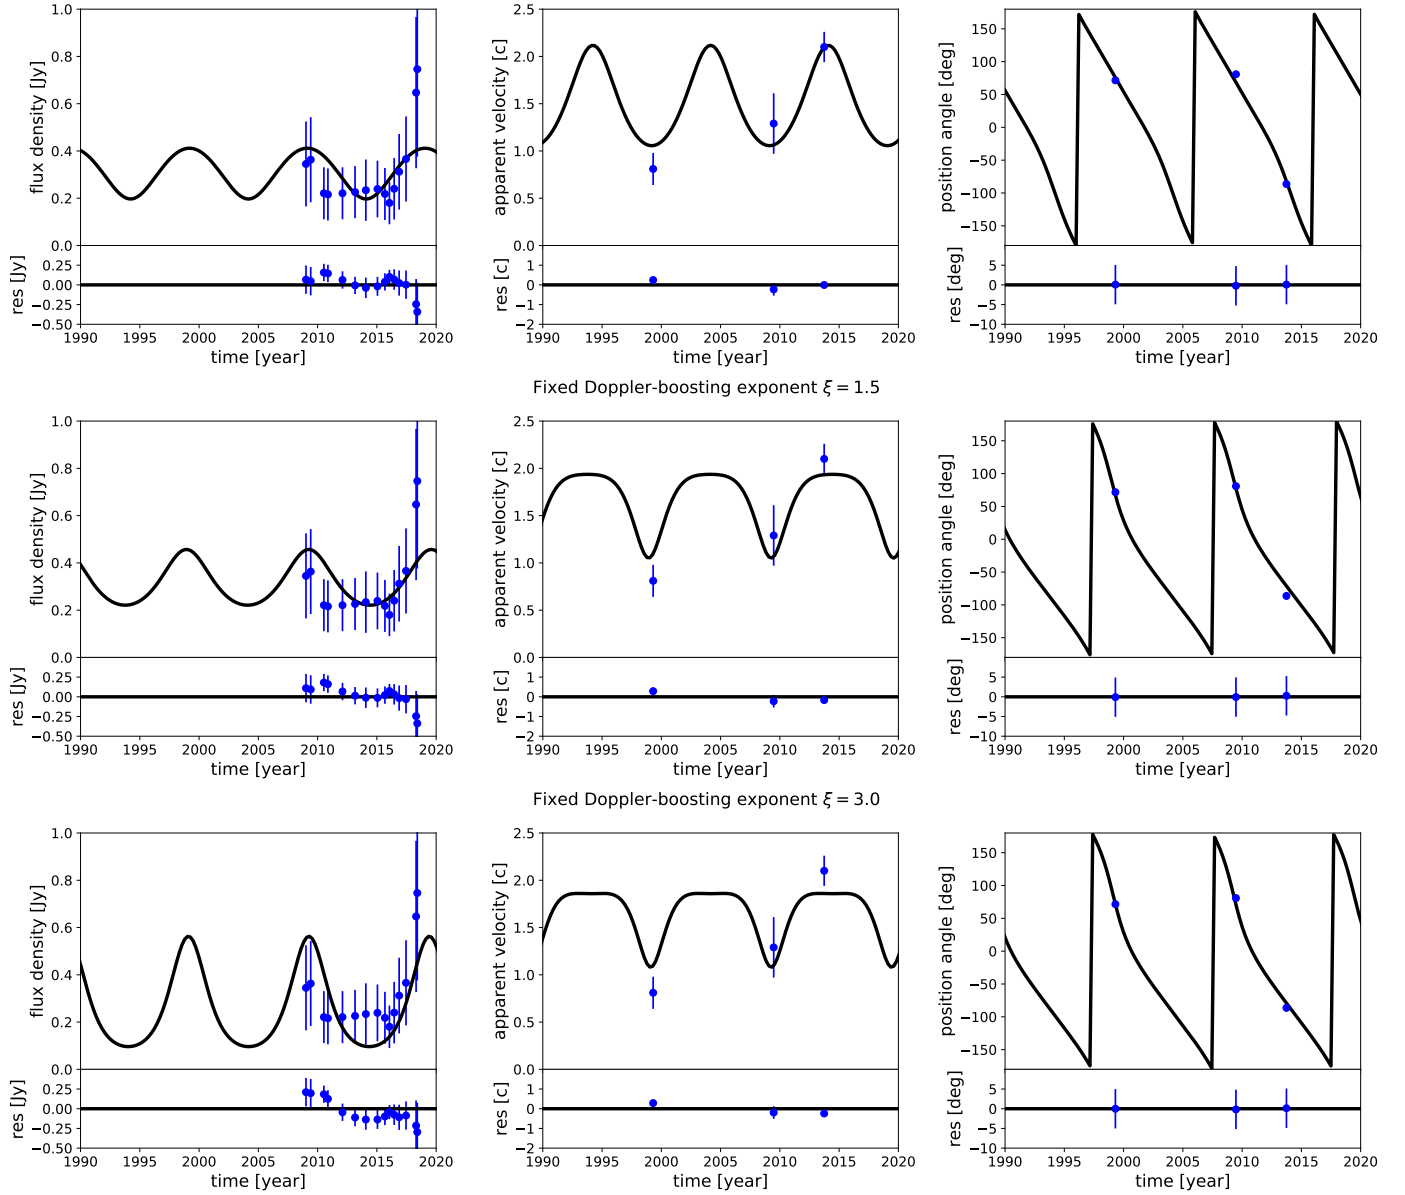 flux density [Jy]
1.0
0.8
0.6
0.4
0.2
0.0
res [Jy]
0.25
0.00
−0.25
−0.50
1990 1995 2000 2005 2010 2015 2020
time [year]
apparent velocity [c]
2.5
2.0
1.5
1.0
0.5
0.0
res [c]
1
0
−1
−2
1990 1995 2000 2005 2010 2015 2020
time [year]
position angle [deg]
150
100
50
0
−50
−100
−150
res [deg]
5
0
−5
−10
1990 1995 2000 2005 2010 2015 2020
time [year]
Fixed Doppler-boosting exponent ξ = 1.5
flux density [Jy]
1.0
0.8
0.6
0.4
0.2
0.0
res [Jy]
0.25
0.00
−0.25
−0.50
1990 1995 2000 2005 2010 2015 2020
time [year]
apparent velocity [c]
2.5
2.0
1.5
1.0
0.5
0.0
res [c]
1
0
−1
−2
1990 1995 2000 2005 2010 2015 2020
time [year]
position angle [deg]
150
100
50
0
−50
−100
−150
res [deg]
5
0
−5
−10
1990 1995 2000 2005 2010 2015 2020
time [year]
Fixed Doppler-boosting exponent ξ = 3.0
flux density [Jy]
1.0
0.8
0.6
0.4
0.2
0.0
res [Jy]
0.25
0.00
−0.25
−0.50
1990 1995 2000 2005 2010 2015 2020
time [year]
apparent velocity [c]
2.5
2.0
1.5
1.0
0.5
0.0
res [c]
1
0
−1
−2
1990 1995 2000 2005 2010 2015 2020
time [year]
position angle [deg]
150
100
50
0
−50
−100
−150
res [deg]
5
0
−5
−10
1990 1995 2000 2005 2010 2015 2020
time [year]